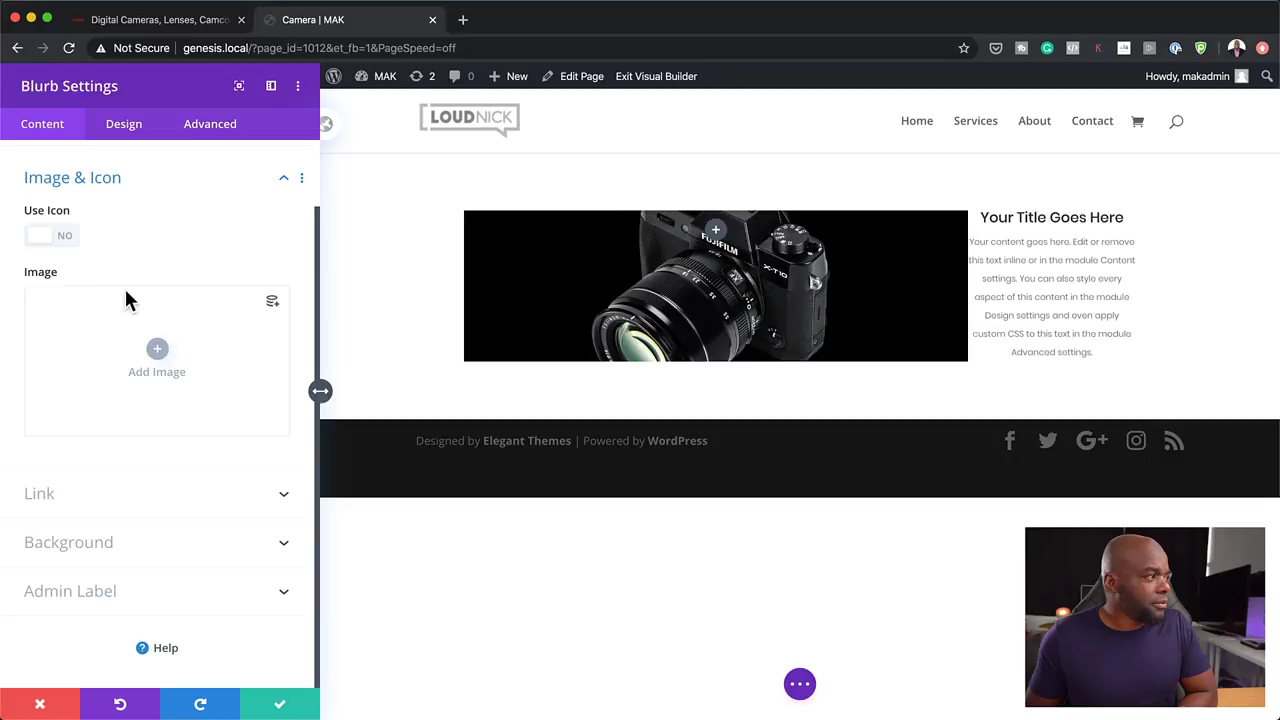 Digital Cameras, Lenses, Camco
Camera | MAK
Not Secure
genesis.local/?page_id=1012&et_fb=1&PageSpeed=off
MAK
2
0
New
Edit Page
Exit Visual Builder
Howdy, makadmin
Blurb Settings
Content
Design
Advanced
Image & Icon
Use Icon
NO
Image
Add Image
Link
Background
Admin Label
Help
LOUDNICK
Home
Services
About
Contact
FUJIFILM
X-T10
Your Title Goes Here
Your content goes here. Edit or remove
this text inline or in the module Content
settings. You can also style every
aspect of this content in the module
Design settings and even apply
custom CSS to this text in the module
Advanced settings.
Designed by Elegant Themes | Powered by WordPress